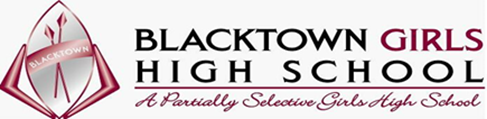 BLACKTOWN
BLACKTOWN GIRLS
HIGH SCHOOL
A Partially Selective Girls High School